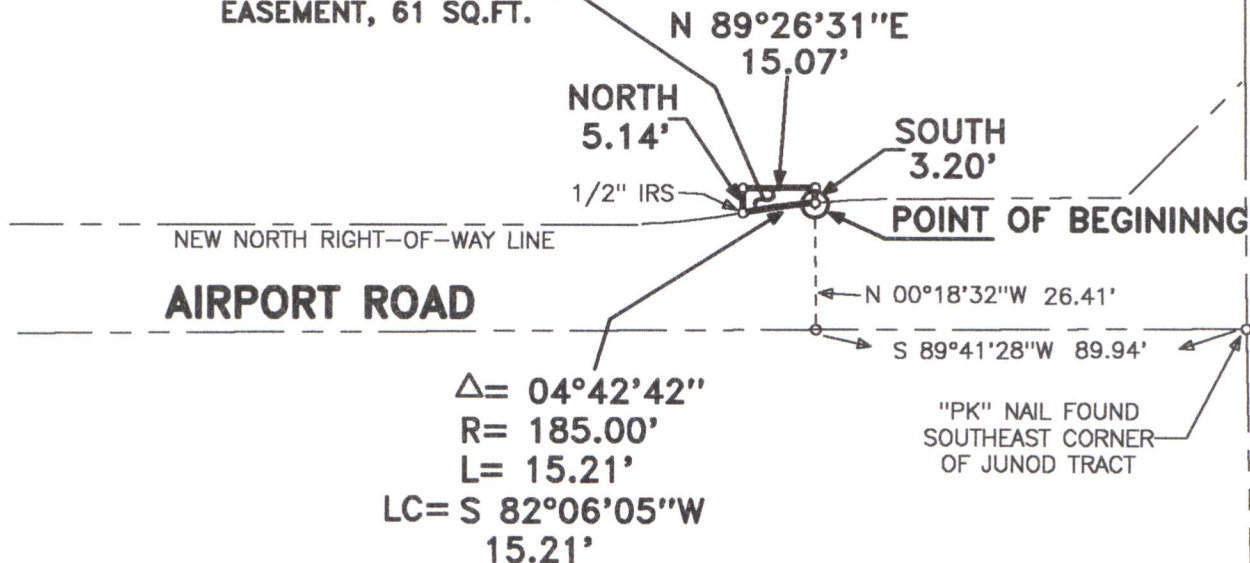 EASEMENT, 61 SQ.FT.
N 89°26'31"E
15.07'
NORTH
5.14'
SOUTH
3.20'
1/2" IRS
POINT OF BEGININNG
NEW NORTH RIGHT-OF-WAY LINE
AIRPORT ROAD
N 00°18'32"W 26.41'
S 89°41'28"W 89.94'
Δ= 04°42'42"
R= 185.00'
L= 15.21'
LC= S 82°06'05"W
15.21'
"PK" NAIL FOUND
SOUTHEAST CORNER
OF JUNOD TRACT